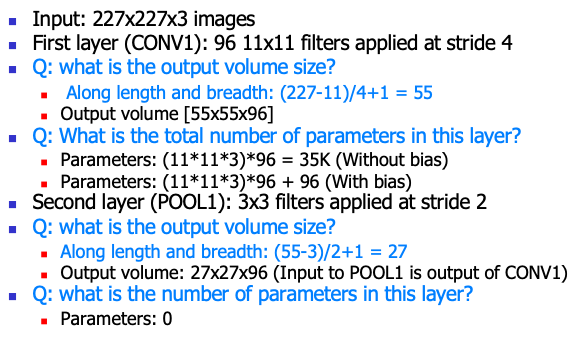 Input: 227x227x3 images
First layer (CONV1): 96 11x11 filters applied at stride 4
Q: what is the output volume size?
Along length and breadth: (227-11)/4+1 = 55
Output volume [55x55x96]
Q: What is the total number of parameters in this layer?
Parameters: (11*11*3)*96 = 35K (Without bias)
Parameters: (11*11*3)*96 + 96 (With bias)
Second layer (POOL1): 3x3 filters applied at stride 2
Q: what is the output volume size?
Along length and breadth: (55-3)/2+1 = 27
Output volume: 27x27x96 (Input to POOL1 is output of CONV1)
Q: what is the number of parameters in this layer?
Parameters: 0